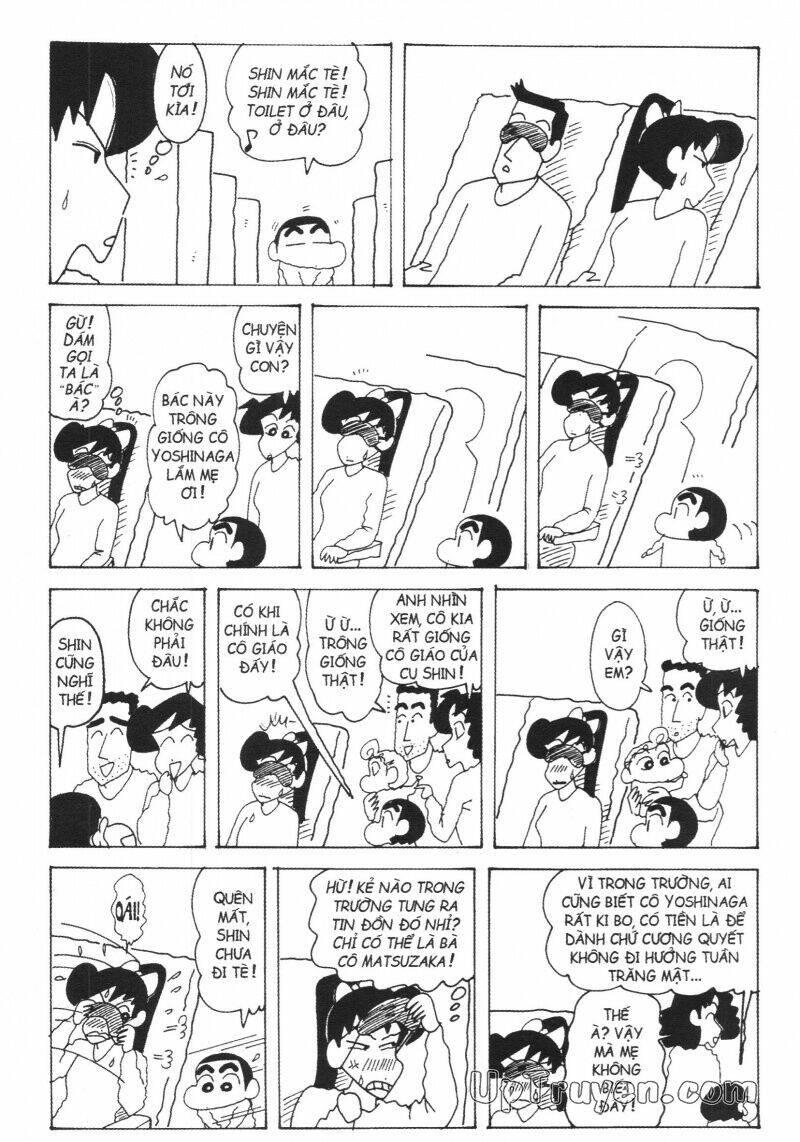 SHIN MẮC TÈ!
SHIN MẮC TÈ!
TOILET Ở ĐÂU,
Ở ĐÂU?
NÓ
TỚI
KÌA!
CHUYỆN
GÌ VẬY
CON?
BÁC NÀY
TRÔNG
GIỐNG CÔ
YOSHINAGA
LẮM MẸ
ƠI!
GỪ!
DÁM
GỌI
TA LÀ
"BÁC"
À?
Ừ, Ừ...
GIỐNG
THẬT!
GÌ
VẬY
EM?
ANH NHÌN
XEM, CÔ KIA
RẤT GIỐNG
CÔ GIÁO CỦA
CU SHIN!
Ừ Ừ...
TRÔNG
GIỐNG
THẬT!
CÓ KHI
CHÍNH LÀ
CÔ GIÁO
ĐẤY!
CHẮC
KHÔNG
PHẢI
ĐÂU!
SHIN
CŨNG
NGHĨ
THẾ!
VÌ TRONG TRƯỜNG, AI
CŨNG BIẾT CÔ YOSHINAGA
RẤT KI BO, CÓ TIỀN LÀ ĐỂ
DÀNH CHỨ CƯƠNG QUYẾT
KHÔNG ĐI HƯỞNG TUẦN
TRĂNG MẬT...
THẾ
À? VẬY
MÀ MẸ
KHÔNG
BIẾT
ĐẤY!
HỪ! KẺ NÀO TRONG
TRƯỜNG TUNG RA
TIN ĐỒN ĐÓ NHỈ?
CHỈ CÓ THỂ LÀ BÀ
CÔ MATSUZAKA!
QUÊN
MẤT,
SHIN
CHƯA
ĐI TÈ!
OÁI!
UpTruyen.com